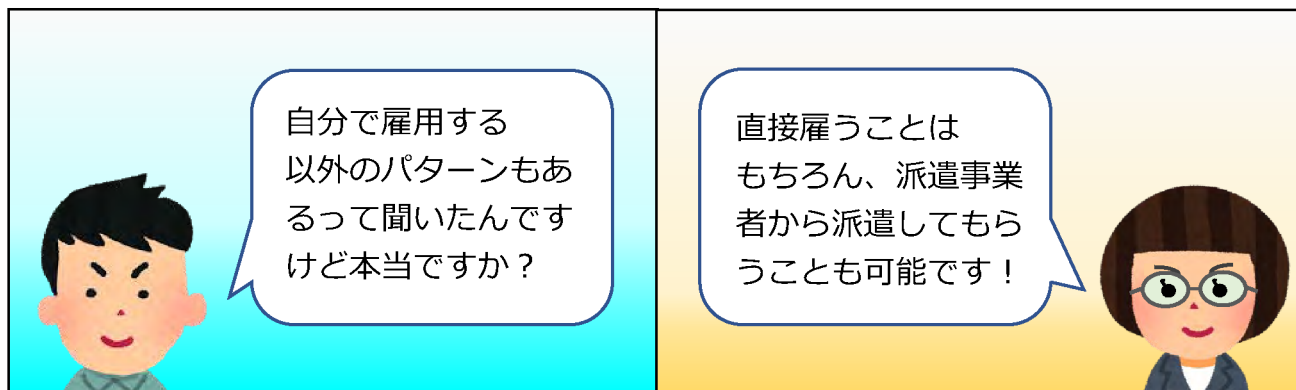 自分で雇用する
以外のパターンもあ
るって聞いたんです
けど本当ですか？
直接雇うことは
もちろん、派遣事業
者から派遣してもら
うことも可能です！